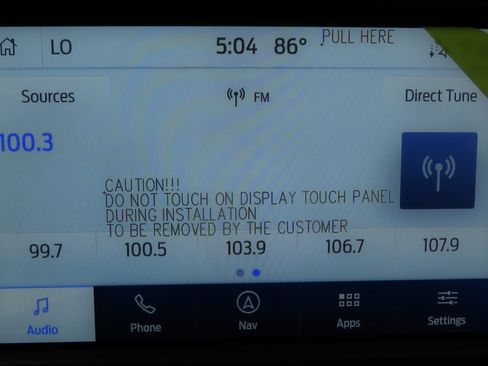 LO 5:04 86° PULL HERE
Sources FM Direct Tune
100.3
CAUTION!!!
DO NOT TOUCH ON DISPLAY TOUCH PANEL
DURING INSTALLATION
TO BE REMOVED BY THE CUSTOMER
99.7 100.5 103.9 106.7 107.9
Audio Phone Nav Apps Settings